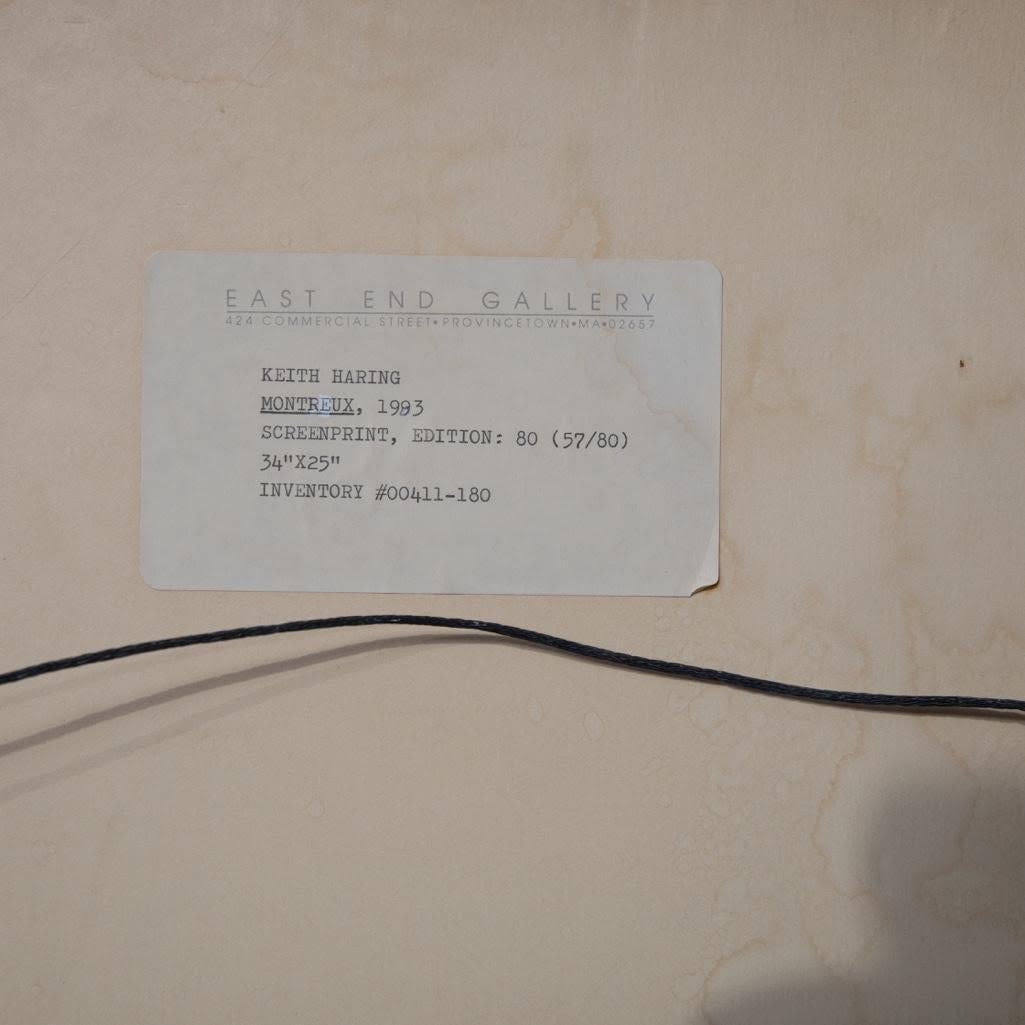 EAST END GALLERY
424 COMMERCIAL STREET•PROVINCETOWN•MA•02657
KEITH HARING
MONTREUX, 1993
SCREENPRINT, EDITION: 80 (57/80)
34"X25"
INVENTORY #00411-180